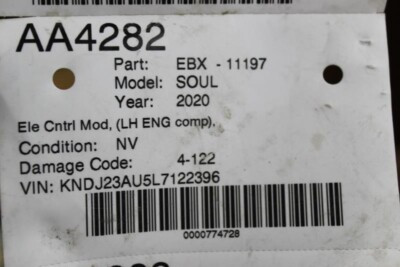 AA4282
Part: EBX - 11197
Model: SOUL
Year: 2020
Ele Cntrl Mod, (LH ENG comp),
Condition: NV
Damage Code: 4-122
VIN: KNDJ23AU5L7122396
0000774728